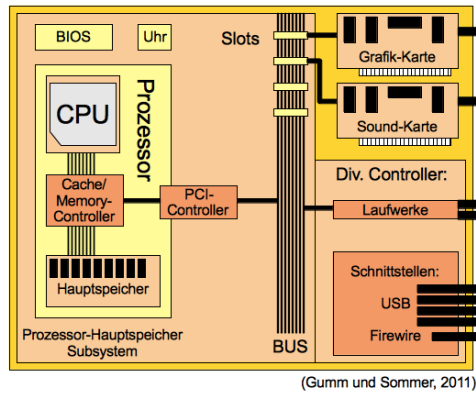 BIOS
Uhr
Slots
Grafik-Karte
Prozessor
CPU
Sound-Karte
Cache/
Memory-
Controller
PCI-
Controller
Div. Controller:
Laufwerke
Hauptspeicher
Schnittstellen:
USB
Firewire
Prozessor-Hauptspeicher
Subsystem
BUS
(Gumm und Sommer, 2011)